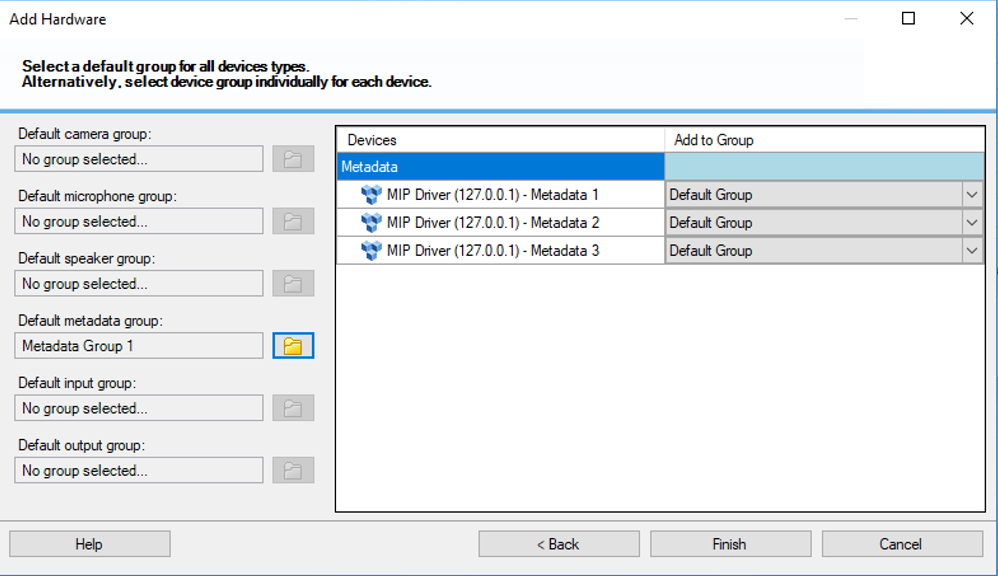 Add Hardware
Select a default group for all devices types.
Alternatively, select device group individually for each device.
Default camera group:
No group selected...
Default microphone group:
No group selected...
Default speaker group:
No group selected...
Default metadata group:
Metadata Group 1
Default input group:
No group selected...
Default output group:
No group selected...
Devices Add to Group
Metadata
MIP Driver (127.0.0.1) - Metadata 1 Default Group
MIP Driver (127.0.0.1) - Metadata 2 Default Group
MIP Driver (127.0.0.1) - Metadata 3 Default Group
Help < Back Finish Cancel